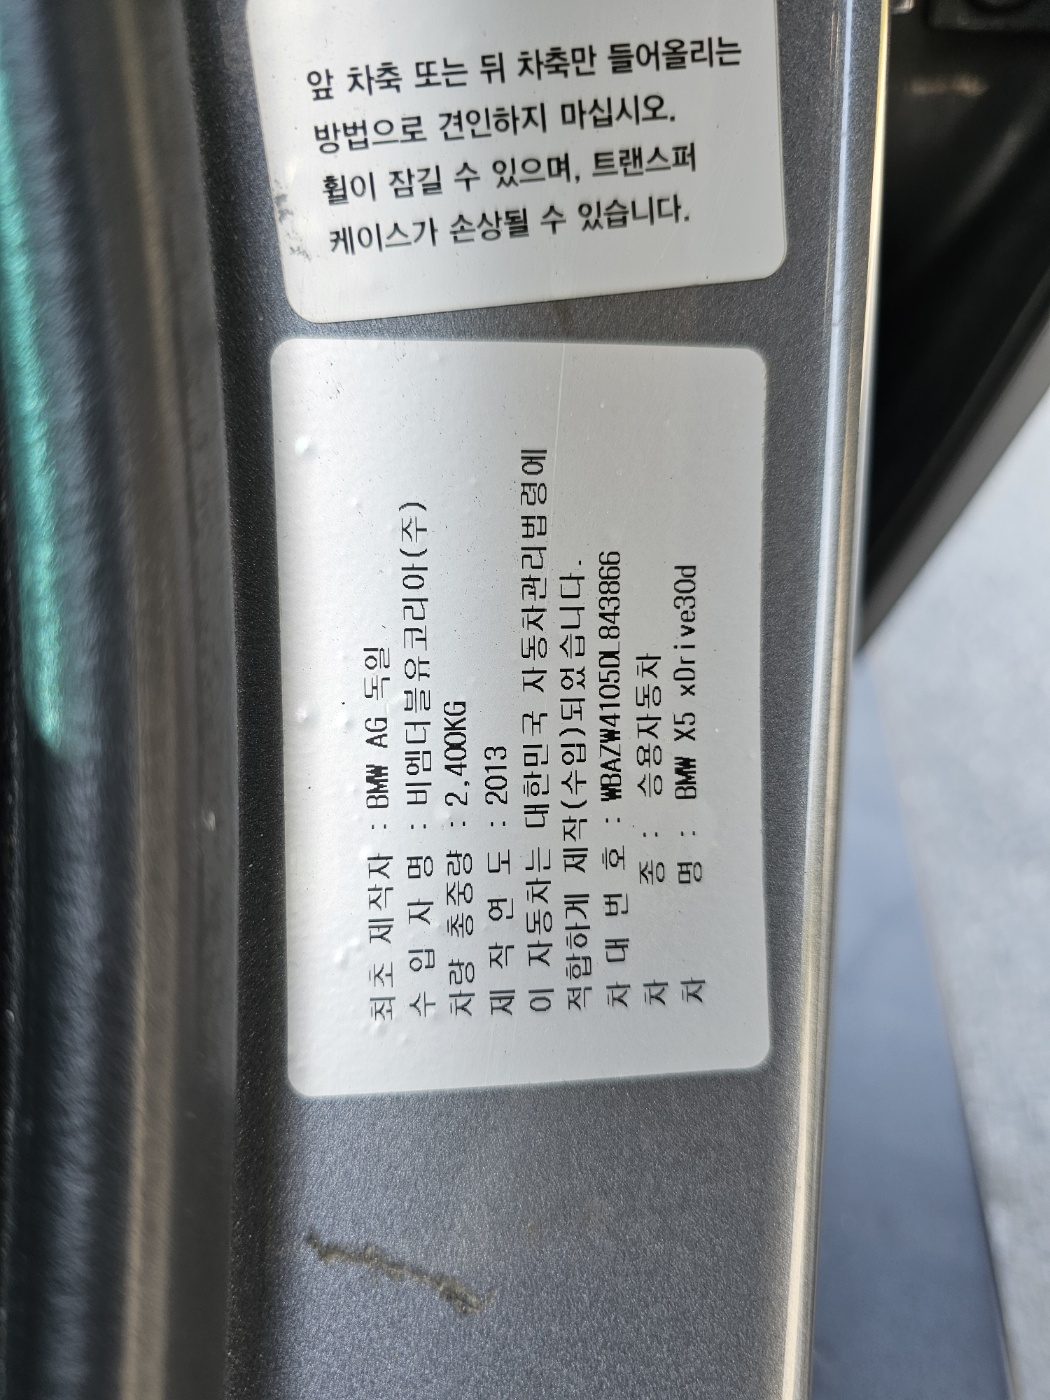 앞 차축 또는 뒤 차축만 들어올리는
방법으로 견인하지 마십시오.
휠이 잠길 수 있으며, 트랜스퍼
케이스가 손상될 수 있습니다.
최초 제작자 : BMW AG 독일
수 입 자 명 : 비엠더블유코리아(주)
차량 총중량 : 2,400KG
제 작 연 도 : 2013
이 자동차는 대한민국 자동차관리법령에
적합하게 제작(수입)되었습니다.
차 대 번 호 : WBAZW4105DL843866
차 종 : 승용자동차
차 명 : BMW X5 xDrive30d